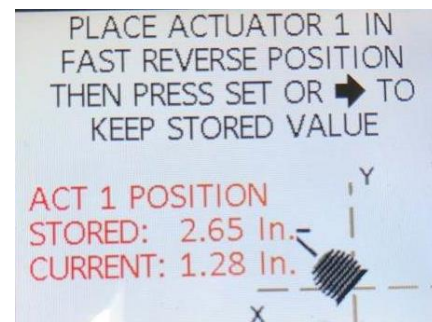 PLACE ACTUATOR 1 IN
FAST REVERSE POSITION
THEN PRESS SET OR ➡ TO
KEEP STORED VALUE
Y
ACT 1 POSITION
STORED: 2.65 In.
CURRENT: 1.28 In.
X